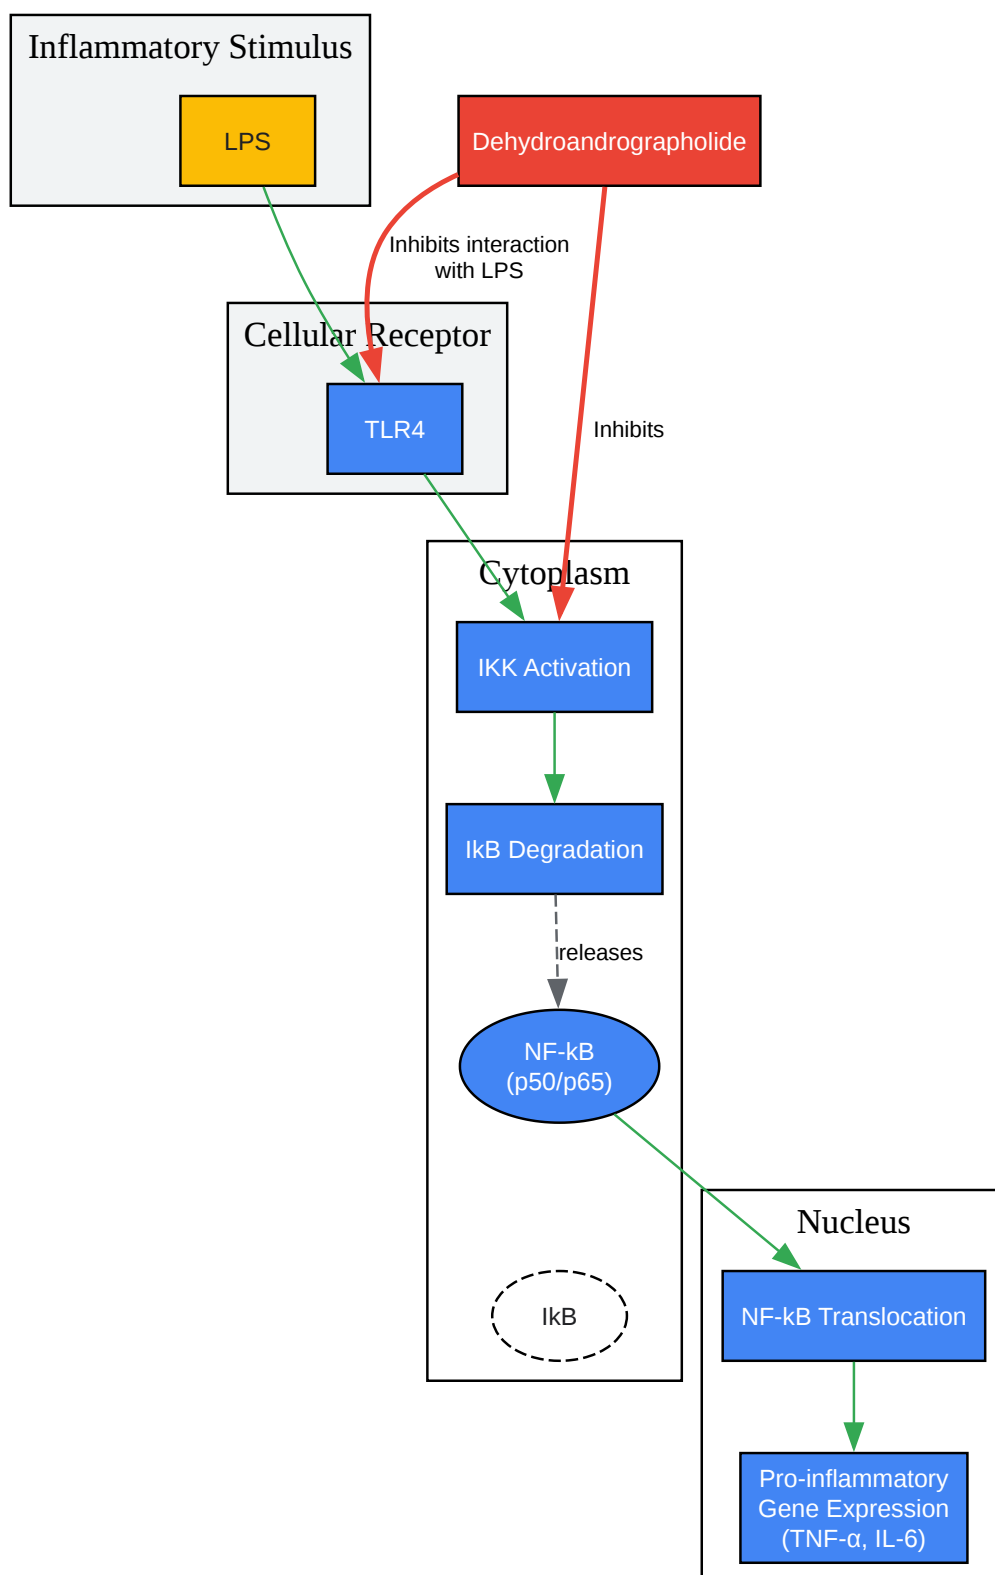 Inflammatory Stimulus
LPS
Dehydroandrographolide
Inhibits interaction
with LPS
Cellular Receptor
TLR4
Inhibits
Cytoplasm
IKK Activation
IkB Degradation
releases
NF-kB
(p50/p65)
Nucleus
IkB
NF-kB Translocation
Pro-inflammatory
Gene Expression
(TNF-α, IL-6)